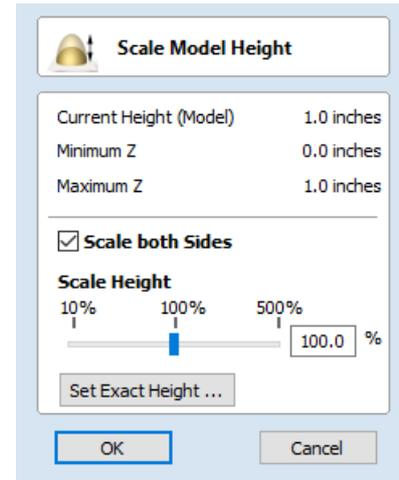 Scale Model Height
Current Height (Model) 1.0 inches
Minimum Z 0.0 inches
Maximum Z 1.0 inches
Scale both Sides
Scale Height
10% 100% 500%
100.0 %
Set Exact Height ...
OK Cancel